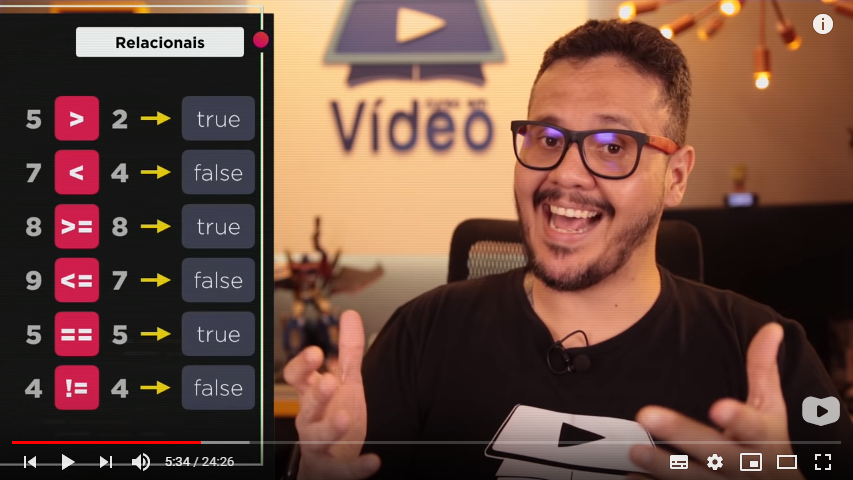 Relacionais
5 > 2 → true
7 < 4 → false
8 >= 8 → true
9 <= 7 → false
5 == 5 → true
4 != 4 → false
Vídeo
5:34 / 24:26